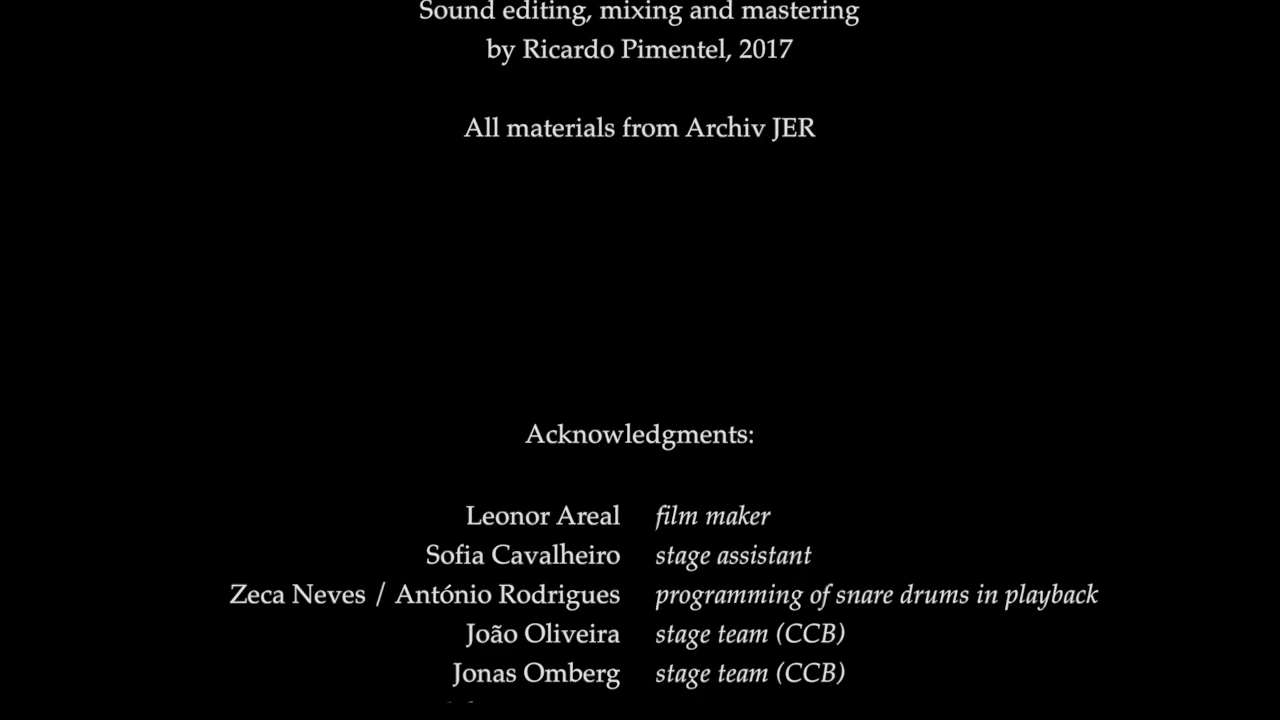 Sound editing, mixing and mastering
by Ricardo Pimentel, 2017
All materials from Archiv JER
Acknowledgments:
Leonor Areal film maker
Sofia Cavalheiro stage assistant
Zeca Neves / António Rodrigues programming of snare drums in playback
João Oliveira stage team (CCB)
Jonas Omberg stage team (CCB)